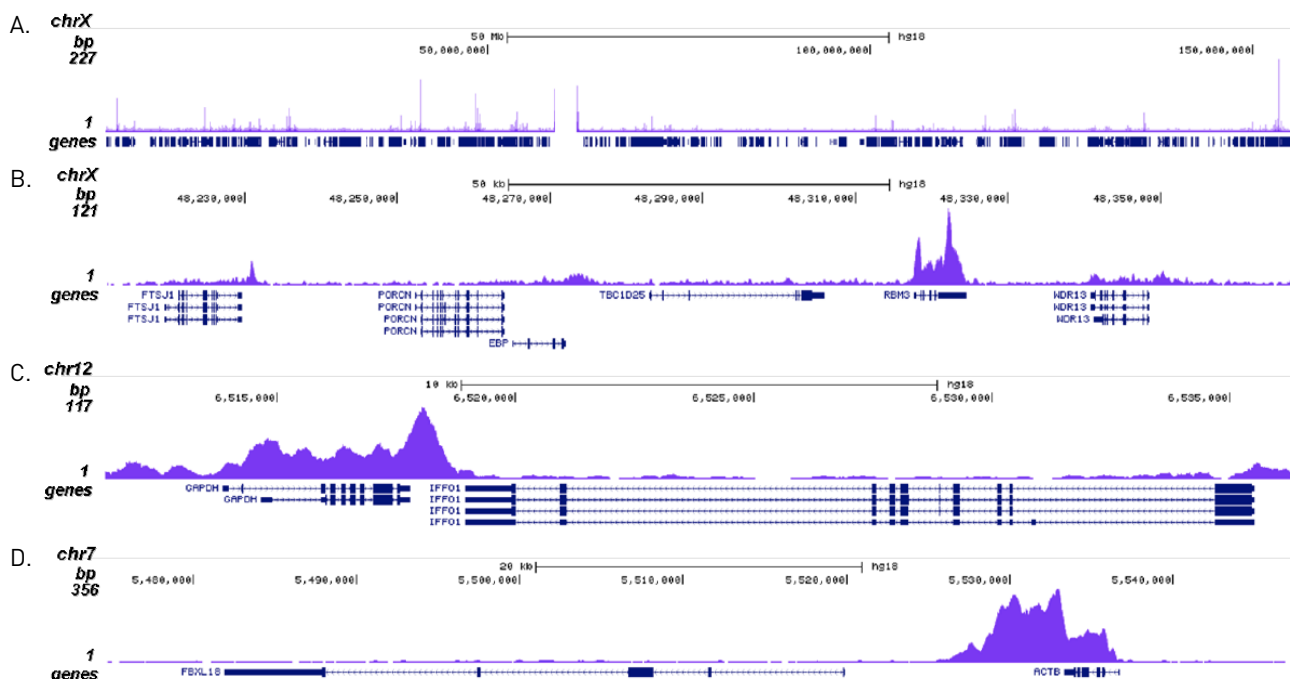 A. chrX
50 Mb hg18
bp 50,000,000 100,000,000 150,000,000
227
1
genes
B. chrX
50 kb hg18
bp 48,230,000 48,250,000 48,270,000 48,290,000 48,310,000 48,330,000 48,350,000
121
1
genes FTSJ1 PORCN TBC1D25 RBM3 WDR13
FTSJ1 PORCN WDR13
FTSJ1 PORCN WDR13
PORCN
EBP
C. chr12
10 kb hg18
bp 6,515,000 6,520,000 6,525,000 6,530,000 6,535,000
117
1
genes GAPDH IFFO1
GAPDH IFFO1
IFFO1
IFFO1
D. chr7
20 kb hg18
bp 5,480,000 5,490,000 5,500,000 5,510,000 5,520,000 5,530,000 5,540,000
356
1
genes FBXL18 ACTB